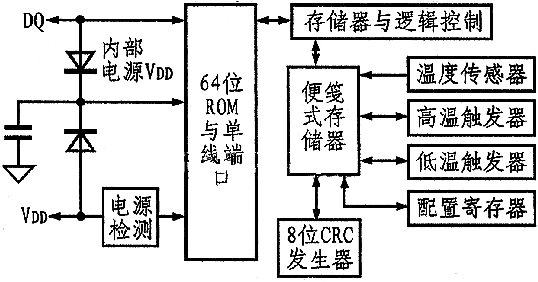 DQ
内部
电源VDD
VDD
电源
检测
64位
ROM
与单
线端
口
存储器与逻辑控制
便笺
式存
储器
温度传感器
高温触发器
低温触发器
配置寄存器
8位CRC
发生器